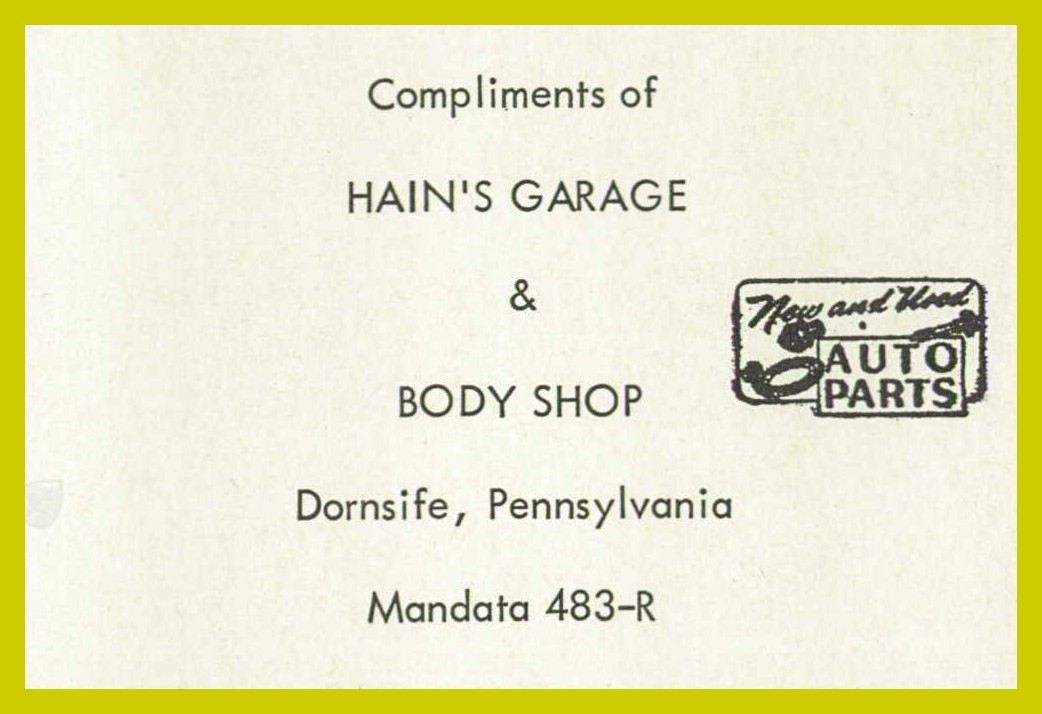 Compliments of
HAIN'S GARAGE
&
BODY SHOP
New and Used
AUTO
PARTS
Dornsife, Pennsylvania
Mandata 483-R